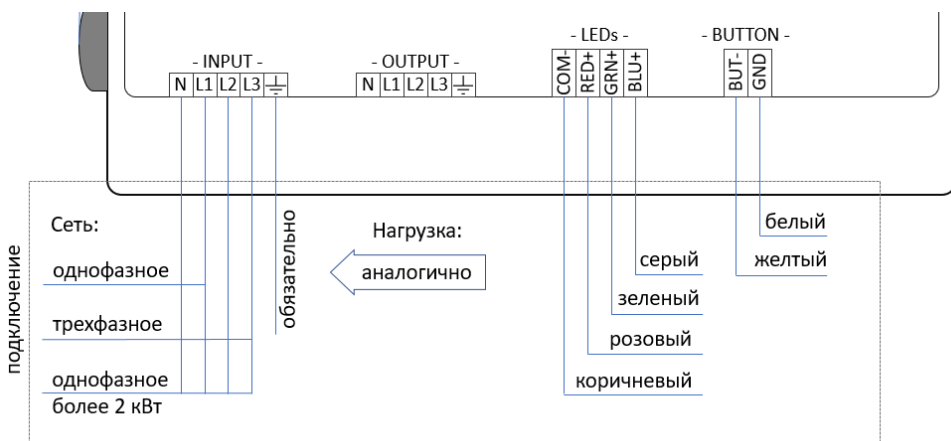 - INPUT -
N L1 L2 L3
- OUTPUT -
N L1 L2 L3
- LEDs -
COM-
RED+
GRN+
BLU+
- BUTTON -
BUT-
GND
подключение
Сеть:
однофазное
трехфазное
однофазное
более 2 кВт
обязательно
Нагрузка:
аналогично
серый
зеленый
розовый
коричневый
белый
желтый